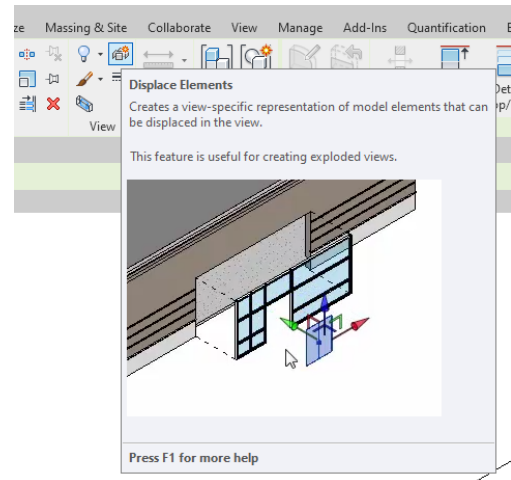 ze Massing & Site Collaborate View Manage Add-Ins Quantification
View
Displace Elements
Creates a view-specific representation of model elements that can
be displaced in the view.
This feature is useful for creating exploded views.
Press F1 for more help